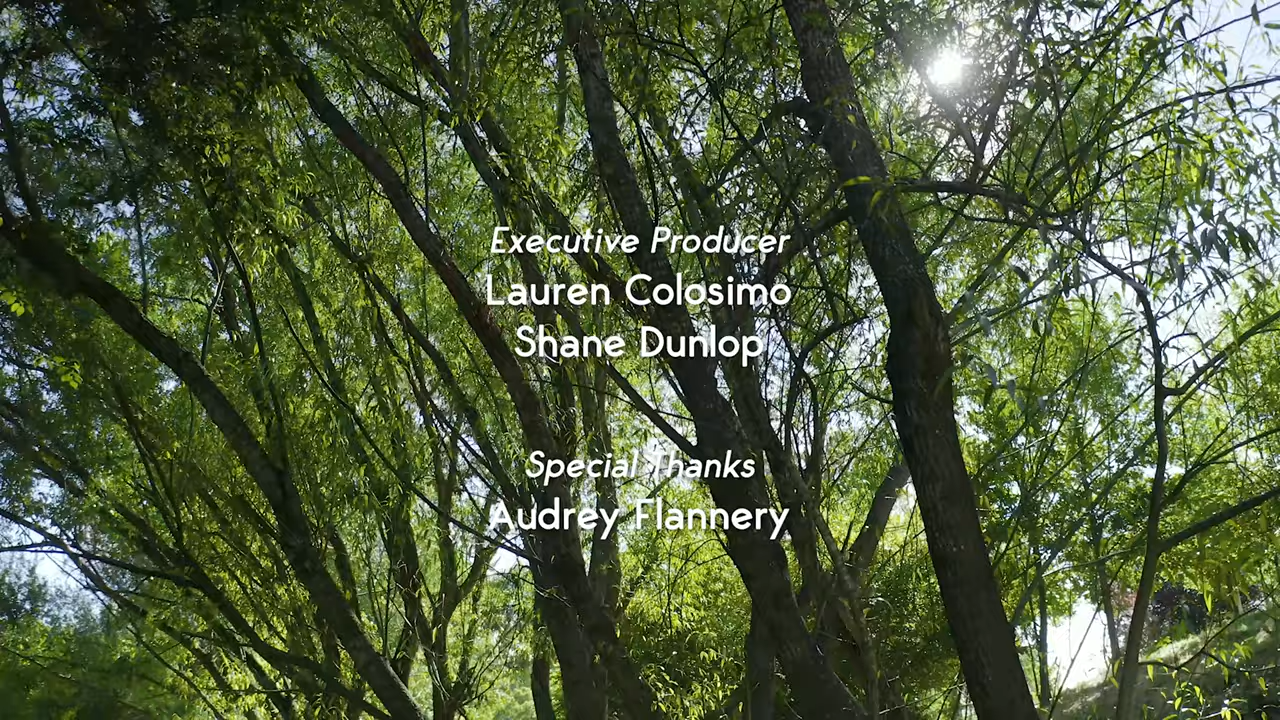 Executive Producer
Lauren Colosimo
Shane Dunlop
Special Thanks
Audrey Flannery